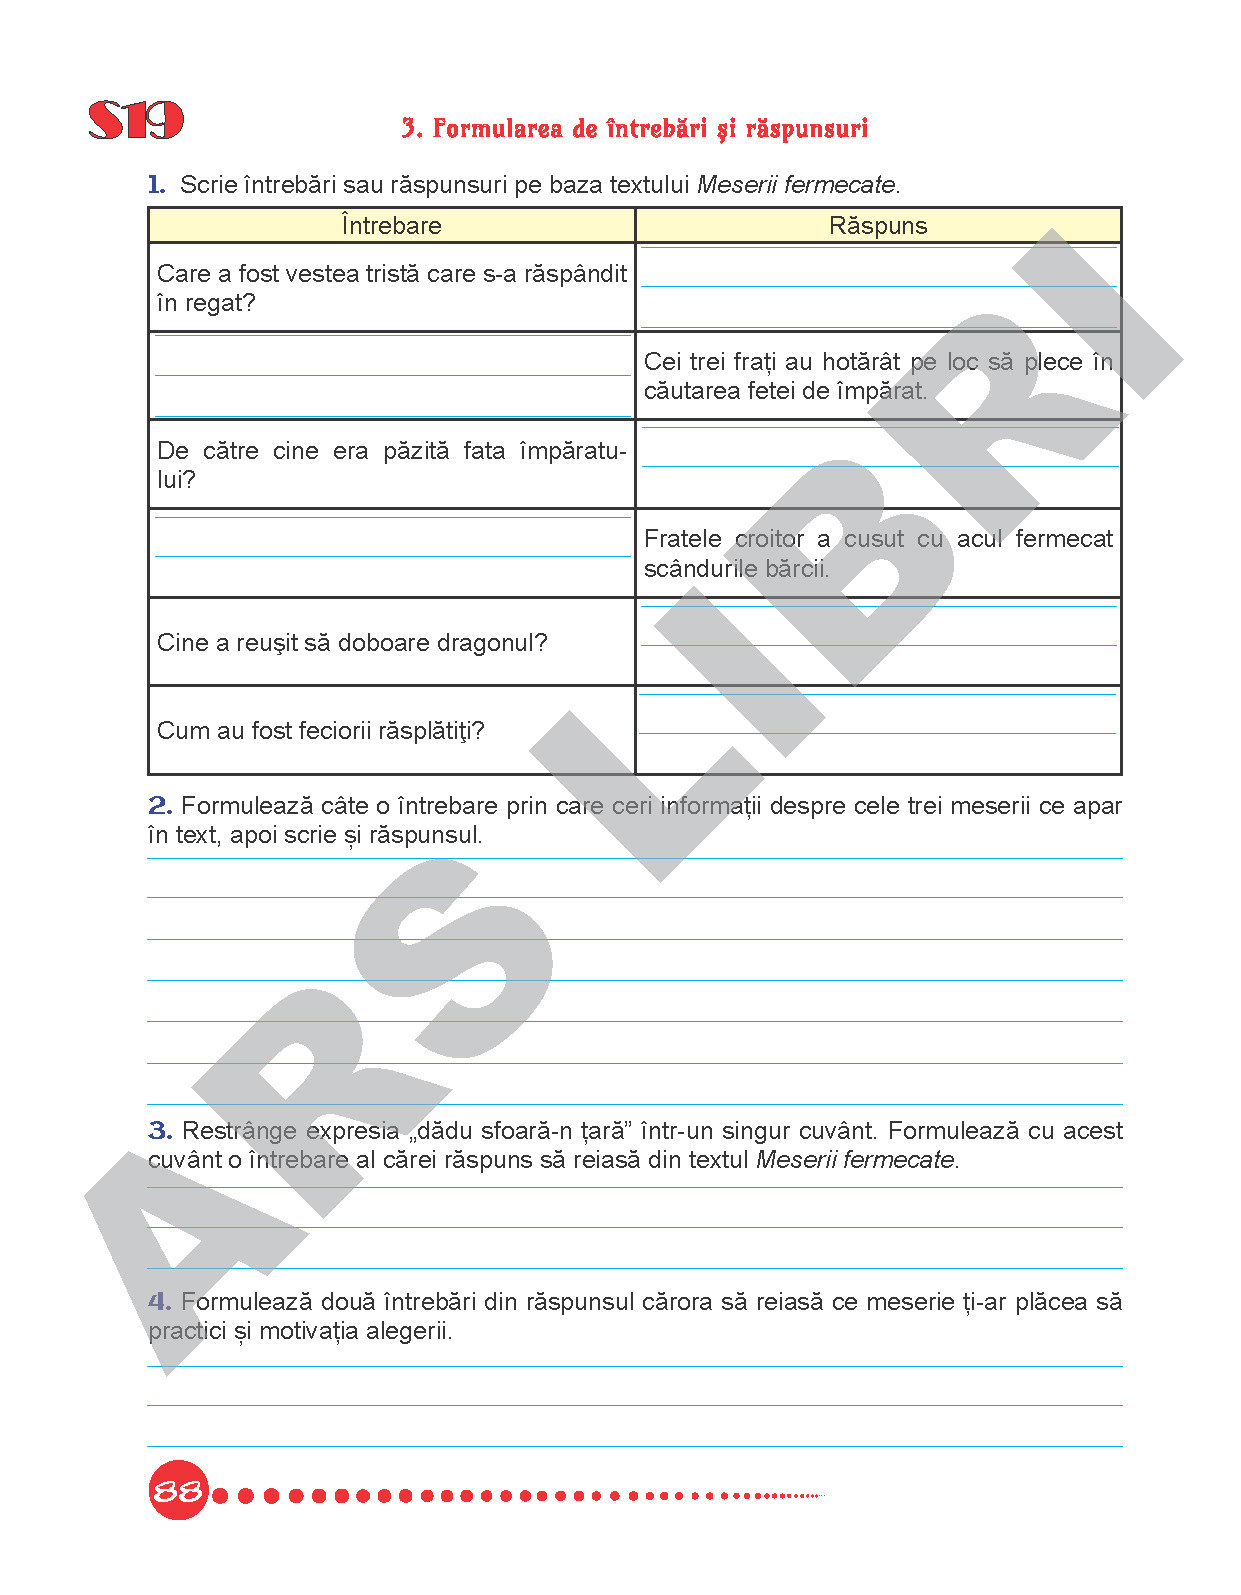 S19
3. Formularea de întrebări şi răspunsuri
1. Scrie întrebări sau răspunsuri pe baza textului Meserii fermecate.
Întrebare
Răspuns
Care a fost vestea tristă care s-a răspândit
în regat?
Cei trei frați au hotărât pe loc să plece în
căutarea fetei de împărat.
De către cine era păzită fata împăratu-
lui?
Fratele croitor a cusut cu acul fermecat
scândurile bărcii.
Cine a reuşit să doboare dragonul?
Cum au fost feciorii răsplătiţi?
2. Formulează câte o întrebare prin care ceri informații despre cele trei meserii ce apar
în text, apoi scrie și răspunsul.
3. Restrânge expresia „dădu sfoară-n țară” într-un singur cuvânt. Formulează cu acest
cuvânt o întrebare al cărei răspuns să reiasă din textul Meserii fermecate.
4. Formulează două întrebări din răspunsul cărora să reiasă ce meserie ți-ar plăcea să
practici și motivația alegerii.
88
ARS LIBRI